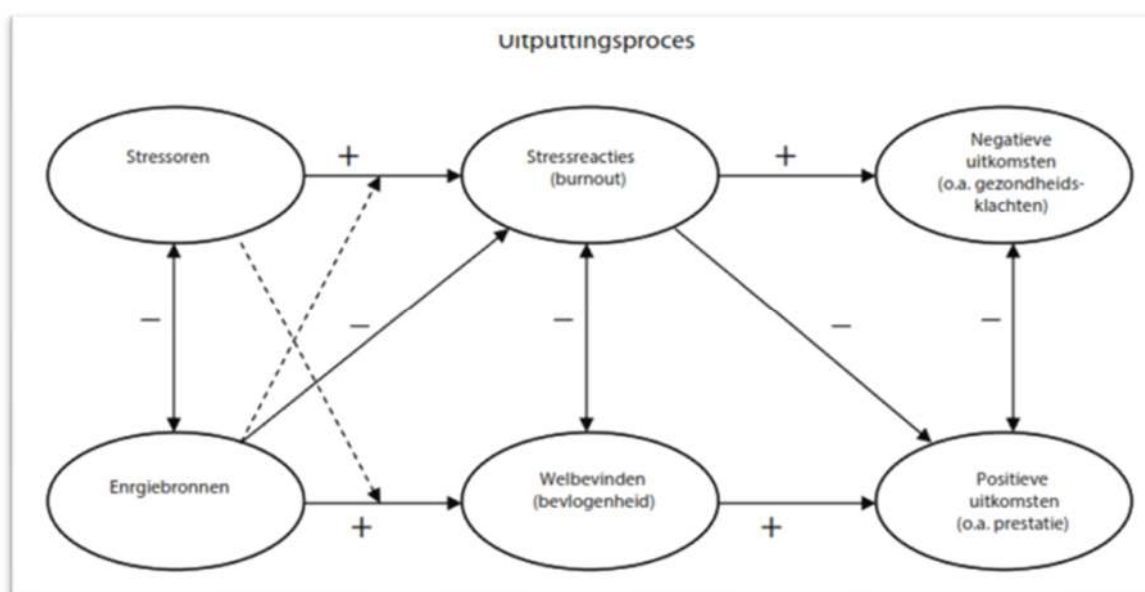 Uitputtingsproces
Stressoren
+
Stressreacties
(burnout)
+
Negatieve
uitkomsten
(o.a. gezondheids-
klachten)
−
−
−
−
−
Enrgiebronnen
+
Welbevinden
(bevlogenheid)
+
Positieve
uitkomsten
(o.a. prestatie)